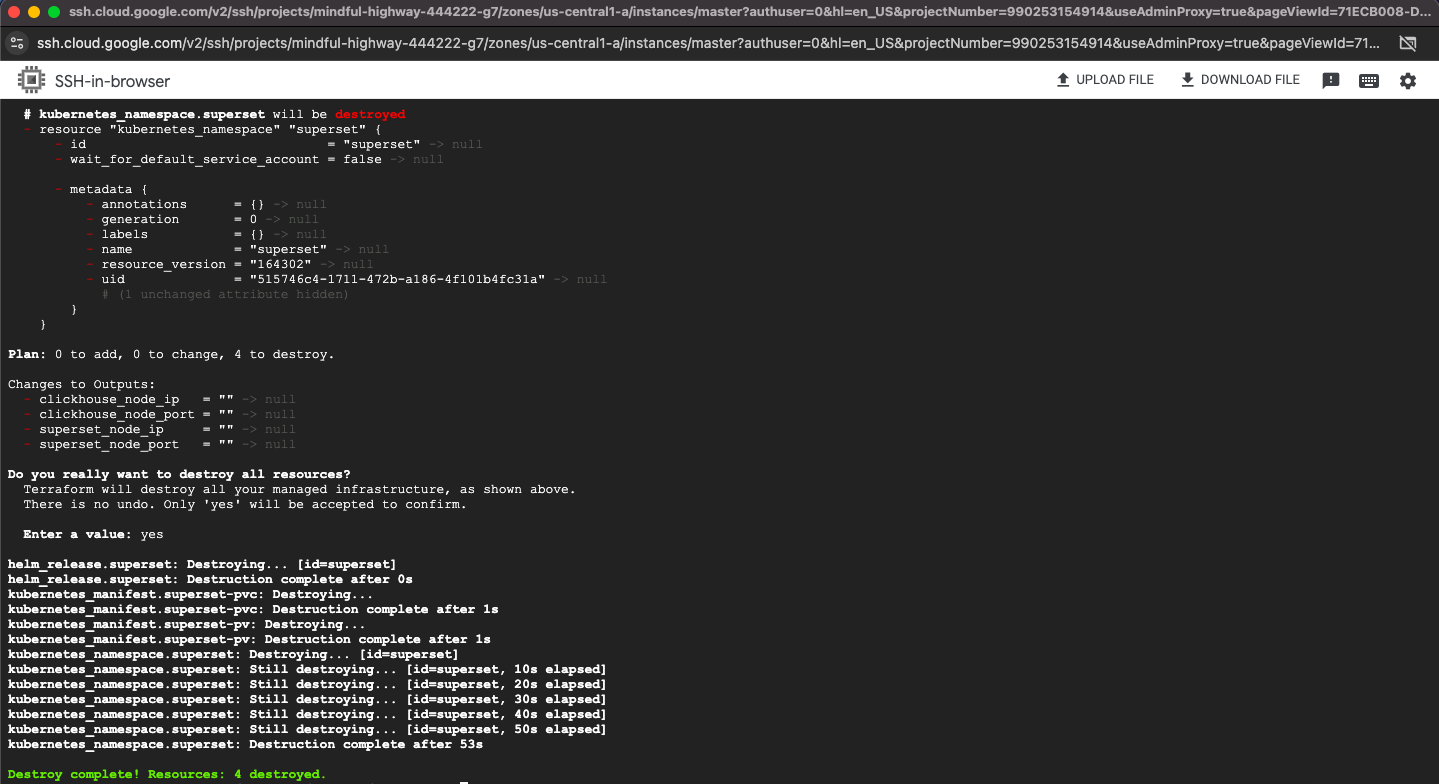 ssh.cloud.google.com/v2/ssh/projects/mindful-highway-444222-g7/zones/us-central1-a/instances/master?authuser=0&hl=en_US&projectNumber=990253154914&useAdminProxy=true&pageViewId=71ECB008-D...
ssh.cloud.google.com/v2/ssh/projects/mindful-highway-444222-g7/zones/us-central1-a/instances/master?authuser=0&hl=en_US&projectNumber=990253154914&useAdminProxy=true&pageViewId=71...
SSH-in-browser UPLOAD FILE DOWNLOAD FILE
# kubernetes_namespace.superset will be destroyed
- resource "kubernetes_namespace" "superset" {
- id = "superset" -> null
- wait_for_default_service_account = false -> null
- metadata {
- annotations = {} -> null
- generation = 0 -> null
- labels = {} -> null
- name = "superset" -> null
- resource_version = "164302" -> null
- uid = "515746c4-1711-472b-a186-4f101b4fc31a" -> null
# (1 unchanged attribute hidden)
}
}
Plan: 0 to add, 0 to change, 4 to destroy.
Changes to Outputs:
- clickhouse_node_ip = "" -> null
- clickhouse_node_port = "" -> null
- superset_node_ip = "" -> null
- superset_node_port = "" -> null
Do you really want to destroy all resources?
Terraform will destroy all your managed infrastructure, as shown above.
There is no undo. Only 'yes' will be accepted to confirm.
Enter a value: yes
helm_release.superset: Destroying... [id=superset]
helm_release.superset: Destruction complete after 0s
kubernetes_manifest.superset-pvc: Destroying...
kubernetes_manifest.superset-pvc: Destruction complete after 1s
kubernetes_manifest.superset-pv: Destroying...
kubernetes_manifest.superset-pv: Destruction complete after 1s
kubernetes_namespace.superset: Destroying... [id=superset]
kubernetes_namespace.superset: Still destroying... [id=superset, 10s elapsed]
kubernetes_namespace.superset: Still destroying... [id=superset, 20s elapsed]
kubernetes_namespace.superset: Still destroying... [id=superset, 30s elapsed]
kubernetes_namespace.superset: Still destroying... [id=superset, 40s elapsed]
kubernetes_namespace.superset: Still destroying... [id=superset, 50s elapsed]
kubernetes_namespace.superset: Destruction complete after 53s
Destroy complete! Resources: 4 destroyed.